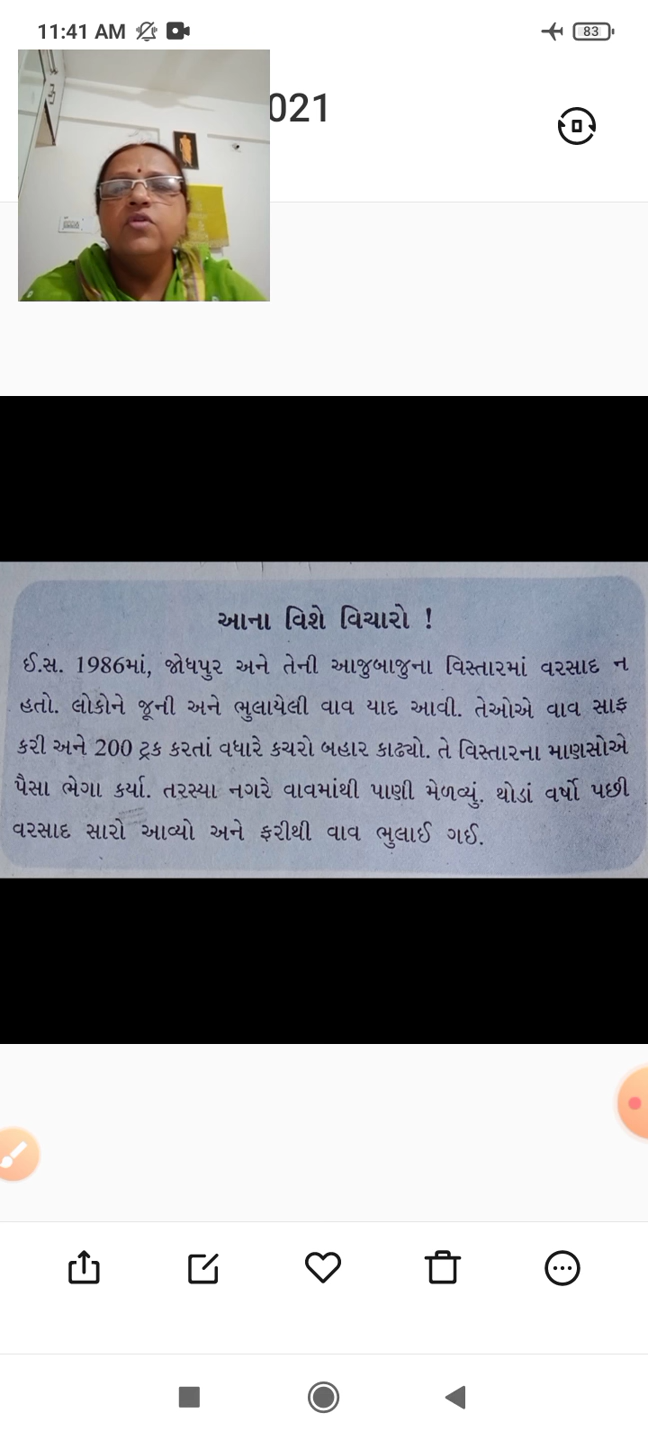 11:41 AM
83
021
આના વિશે વિચારો !
ઈ.સ. 1986માં, જોધપુર અને તેની આજુબાજુના વિસ્તારમાં વરસાદ ન
હતો. લોકોને જૂની અને ભુલાયેલી વાવ યાદ આવી. તેઓએ વાવ સાફ
કરી અને 200 ટ્રક કરતાં વધારે કચરો બહાર કાઢ્યો. તે વિસ્તારના માણસોએ
પૈસા ભેગા કર્યા. તરસ્યા નગરે વાવમાંથી પાણી મેળવ્યું. થોડાં વર્ષો પછી
વરસાદ સારો આવ્યો અને ફરીથી વાવ ભુલાઈ ગઈ.